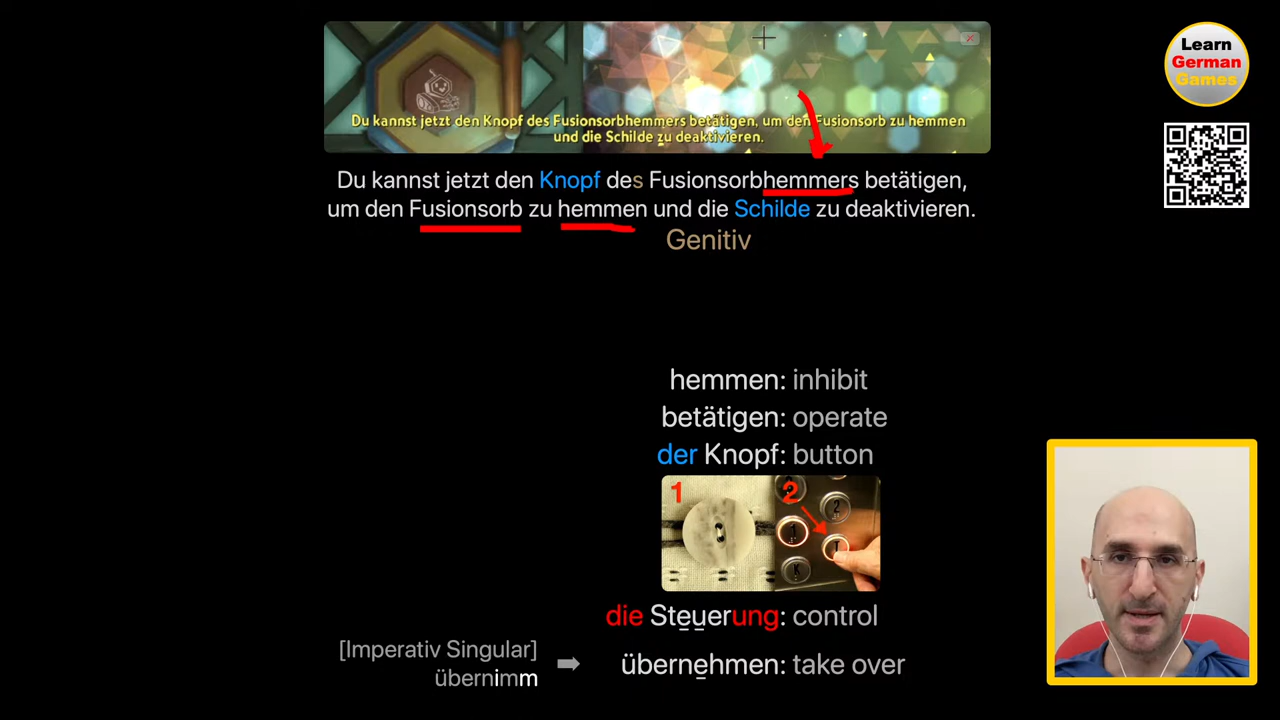 Du kannst jetzt den Knopf des Fusionsorbhemmers betätigen, um den Fusionsorb zu hemmen
und die Schilde zu deaktivieren.
Learn
German
Games
Du kannst jetzt den Knopf des Fusionsorbhemmers betätigen,
um den Fusionsorb zu hemmen und die Schilde zu deaktivieren.
Genitiv
hemmen: inhibit
betätigen: operate
der Knopf: button
1
2
die Steuerung: control
[Imperativ Singular]
übernimm
➡
übernehmen: take over